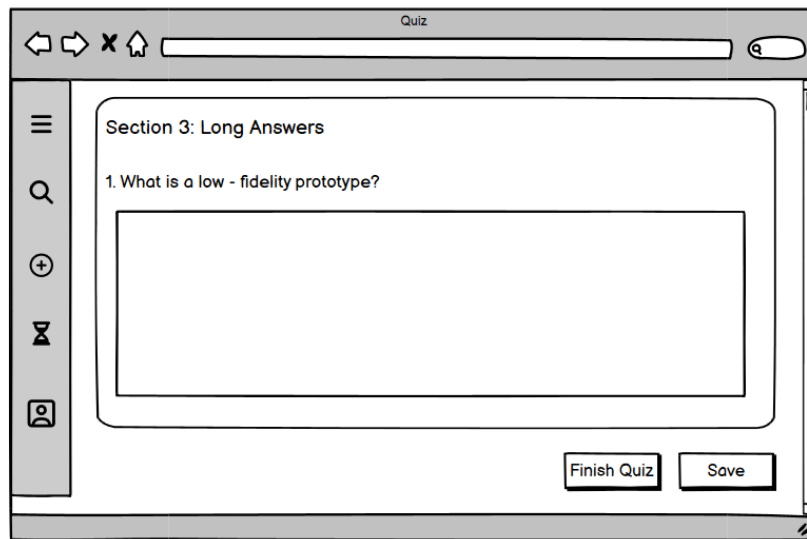 Quiz
Section 3: Long Answers
1. What is a low - fidelity prototype?
Finish Quiz
Save